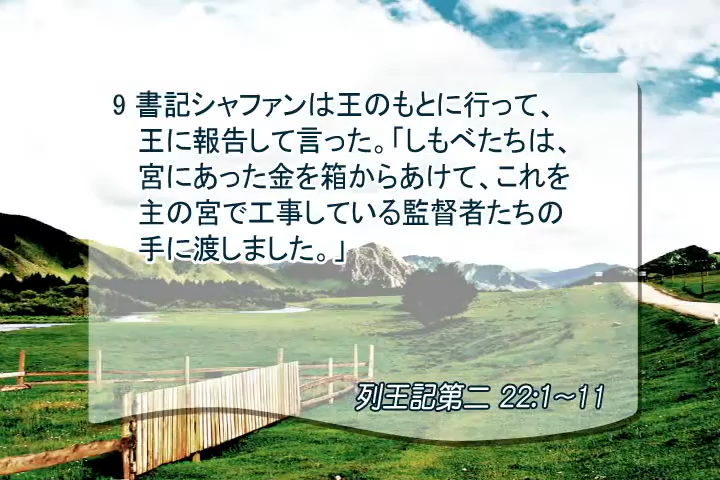 9 書記シャファンは王のもとに行って、
王に報告して言った。「しもべたちは、
宮にあった金を箱からあけて、これを
主の宮で工事している監督者たちの
手に渡しました。」
列王記第二 22:1~11